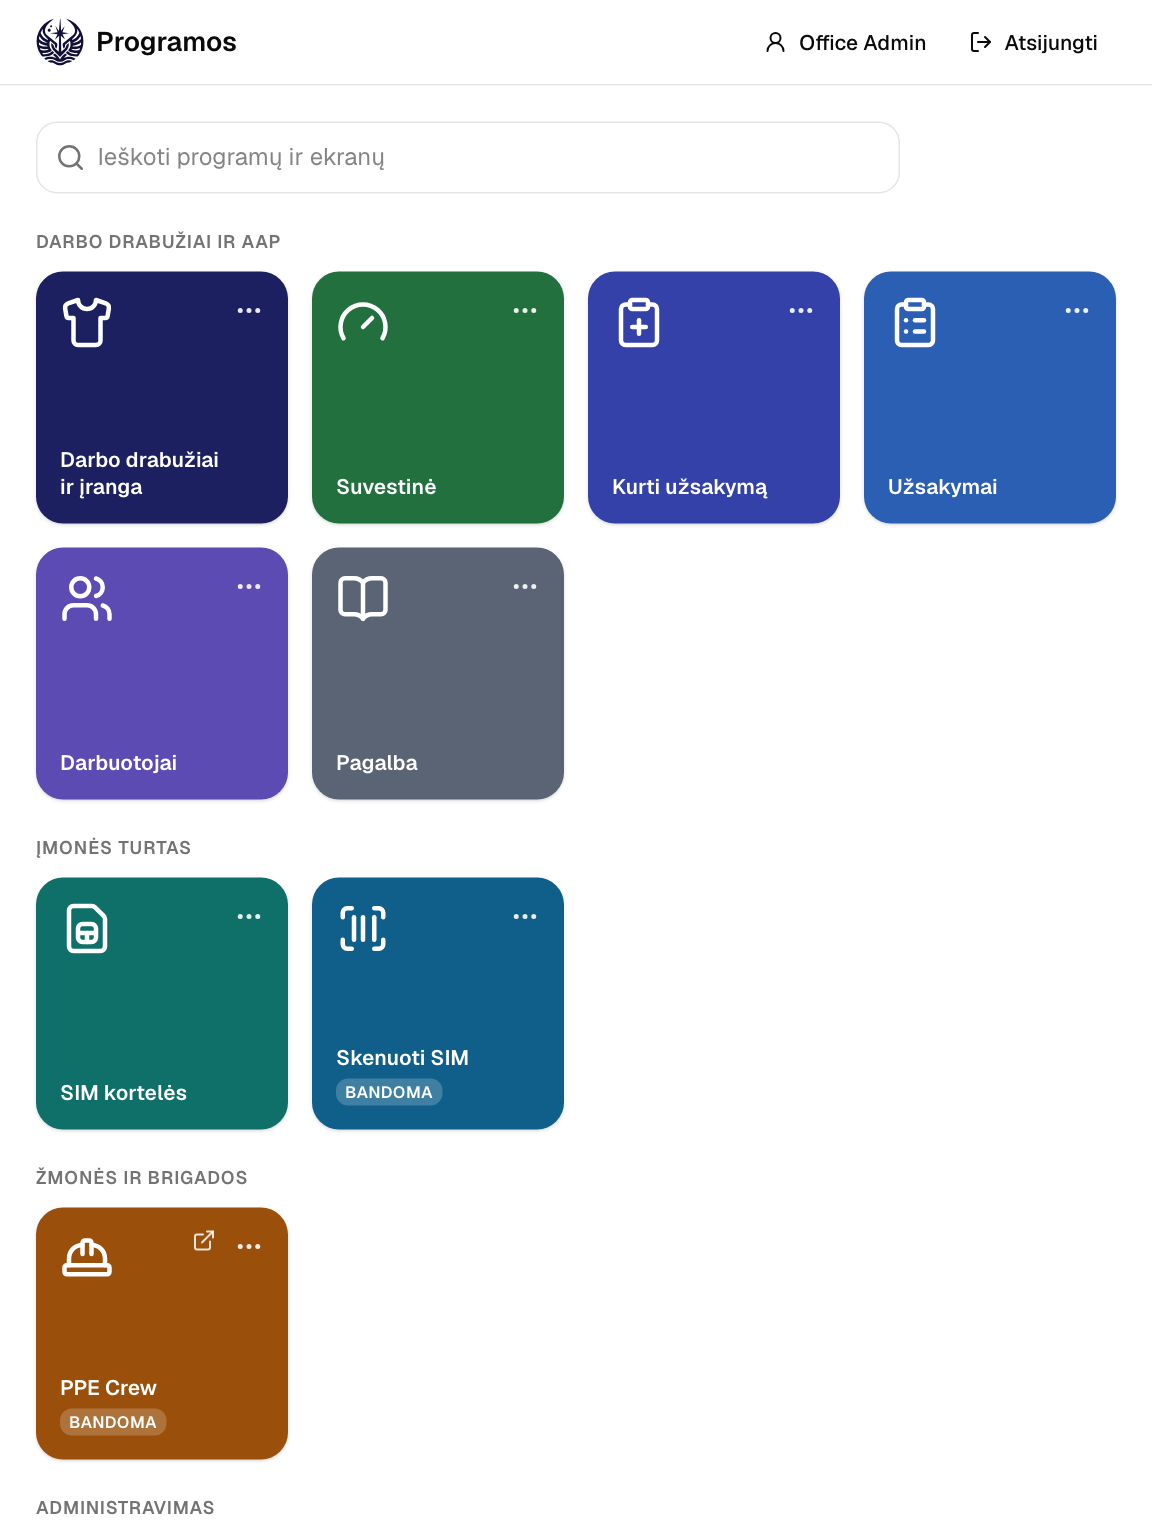 Programos
Office Admin
Atsijungti
Ieškoti programų ir ekranų
DARBO DRABUŽIAI IR AAP
Darbo drabužiai
ir įranga
Suvestinė
Kurti užsakymą
Užsakymai
Darbuotojai
Pagalba
ĮMONĖS TURTAS
SIM kortelės
Skenuoti SIM
BANDOMA
ŽMONĖS IR BRIGADOS
PPE Crew
BANDOMA
ADMINISTRAVIMAS